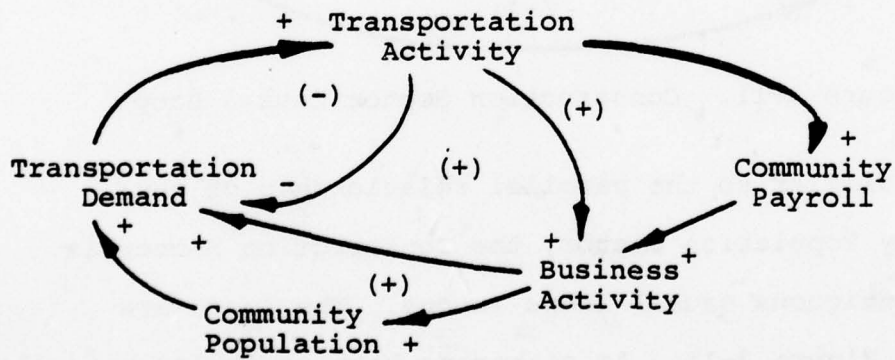 + Transportation
Activity
(-)
(+)
+
Transportation
Demand
-
(+)
Community
Payroll
+
+
+
Business +
Activity
(+)
Community
Population +